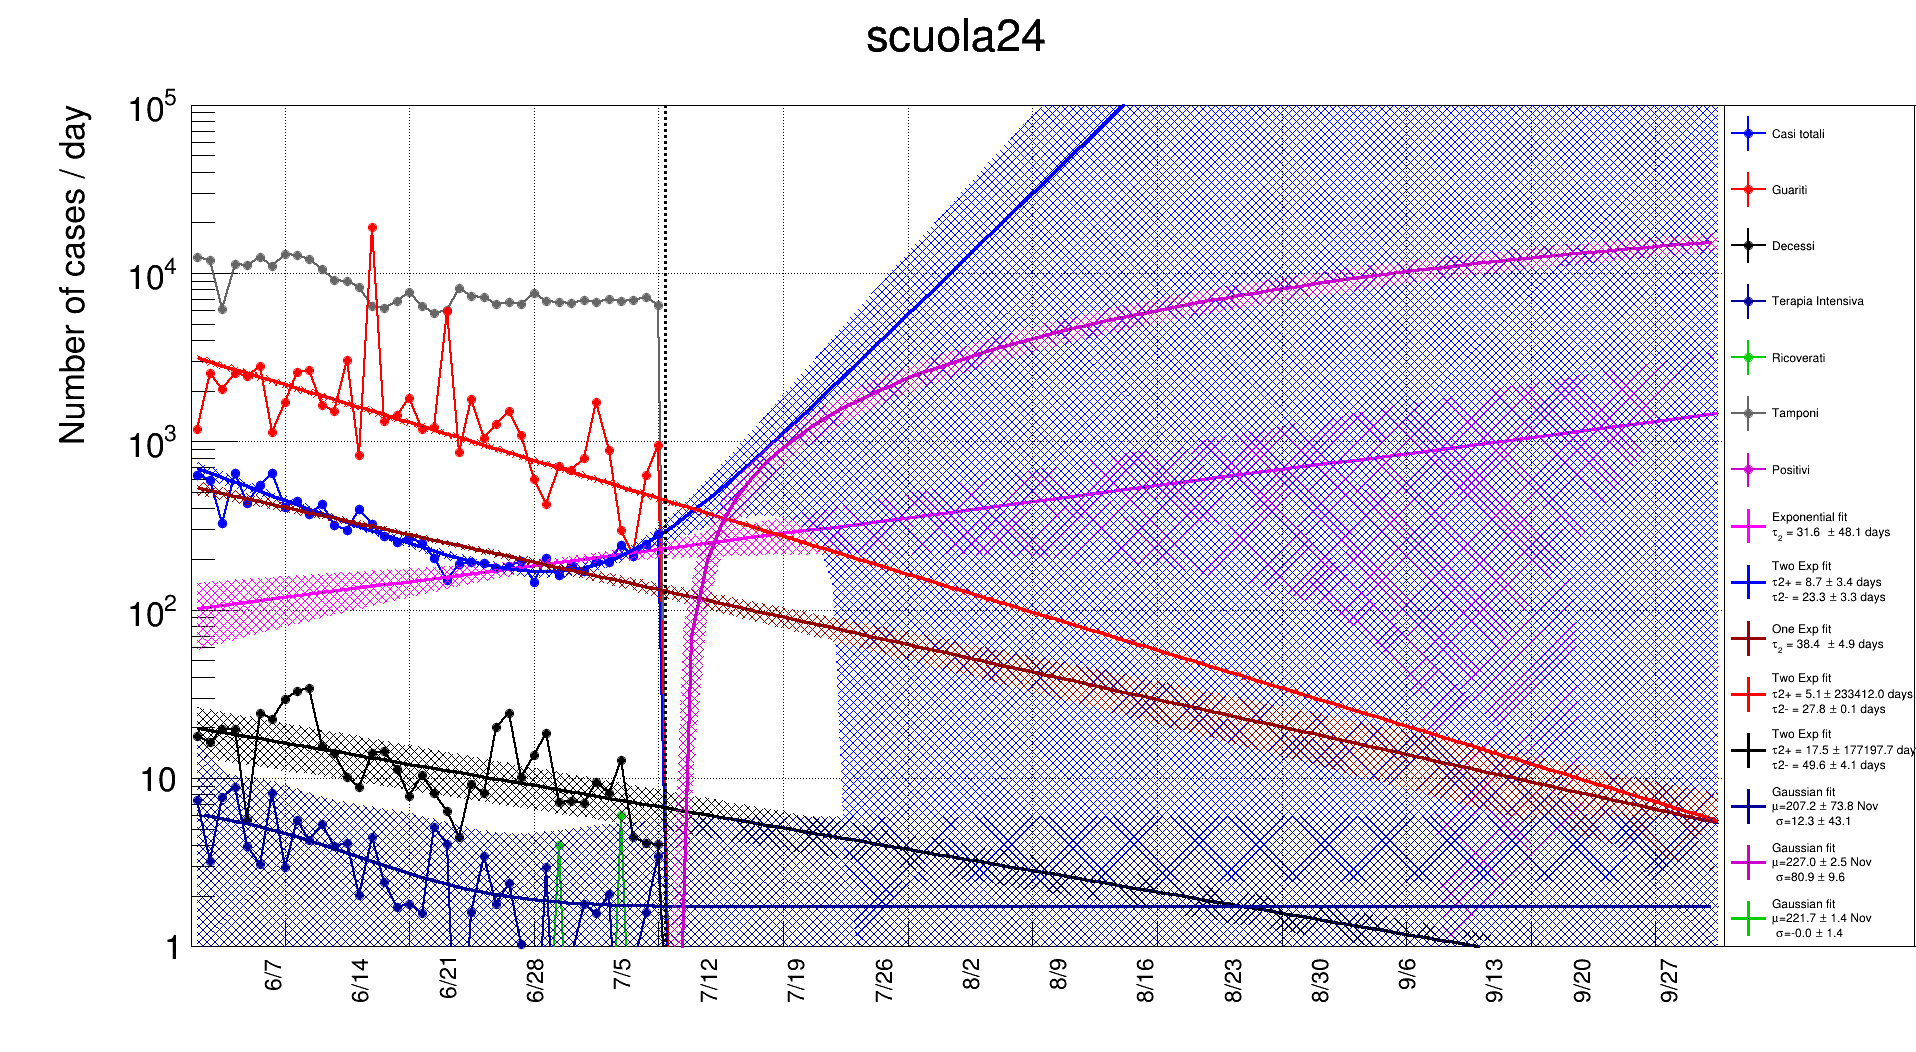 scuola24
Number of cases / day
10^5
10^4
10^3
10^2
10
1
6/7
6/14
6/21
6/28
7/5
7/12
7/19
7/26
8/2
8/9
8/16
8/23
8/30
9/6
9/13
9/20
9/27
Casi totali
Guariti
Decessi
Terapia Intensiva
Ricoverati
Tamponi
Positivi
Exponential fit
τ_2 = 31.6 ± 48.1 days
Two Exp fit
τ2+ = 8.7 ± 3.4 days
τ2- = 23.3 ± 3.3 days
One Exp fit
τ_2 = 38.4 ± 4.9 days
Two Exp fit
τ2+ = 5.1 ± 233412.0 days
τ2- = 27.8 ± 0.1 days
Two Exp fit
τ2+ = 17.5 ± 177197.7 day
τ2- = 49.6 ± 4.1 days
Gaussian fit
μ=207.2 ± 73.8 Nov
σ=12.3 ± 43.1
Gaussian fit
μ=227.0 ± 2.5 Nov
σ=80.9 ± 9.6
Gaussian fit
μ=221.7 ± 1.4 Nov
σ=-0.0 ± 1.4